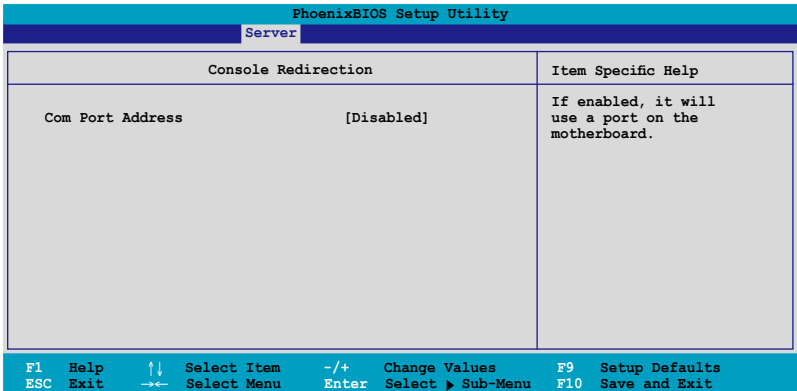 PhoenixBIOS Setup Utility
Server
Console Redirection
Item Specific Help
Com Port Address [Disabled]
If enabled, it will
use a port on the
motherboard.
F1 Help ↑↓ Select Item -/+ Change Values F9 Setup Defaults
ESC Exit →← Select Menu Enter Select ▶ Sub-Menu F10 Save and Exit